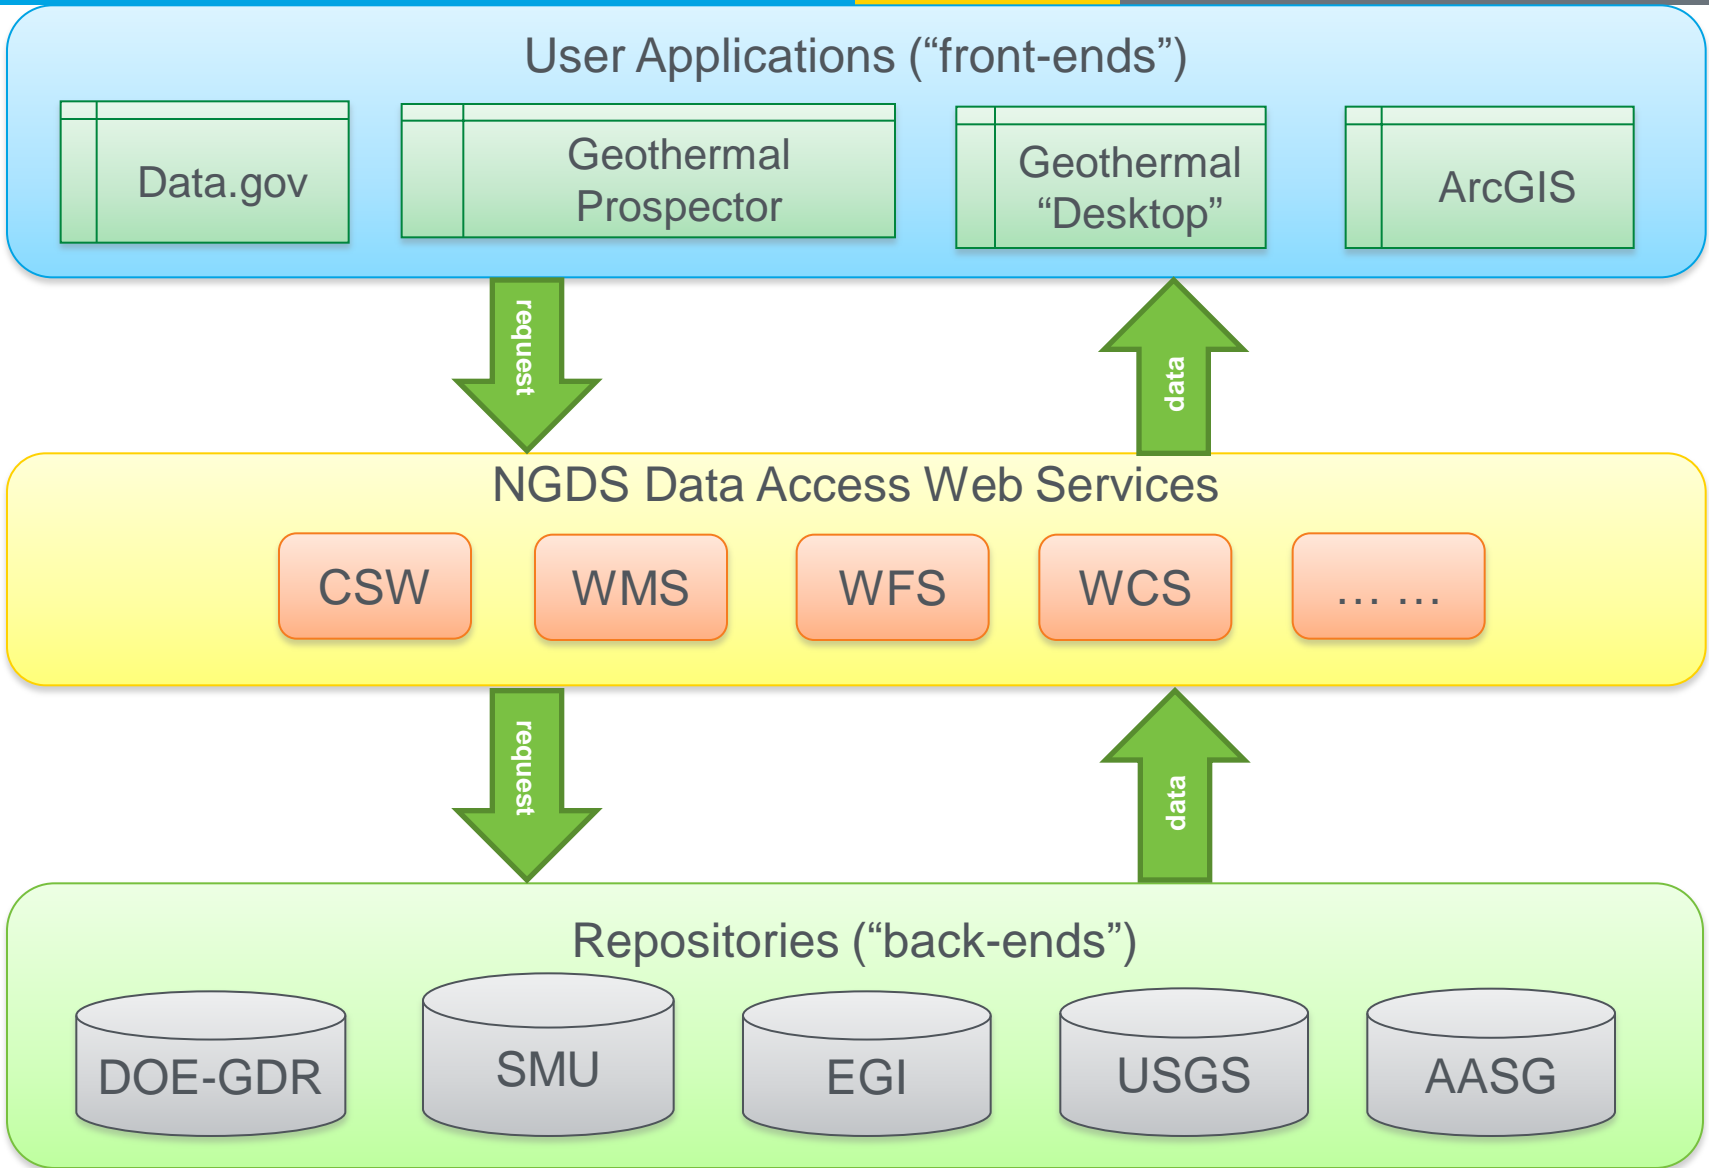 User Applications (“front-ends”)
Data.gov
Geothermal
Prospector
Geothermal
“Desktop”
ArcGIS
request
data
NGDS Data Access Web Services
CSW
WMS
WFS
WCS
… …
request
data
Repositories (“back-ends”)
DOE-GDR
SMU
EGI
USGS
AASG